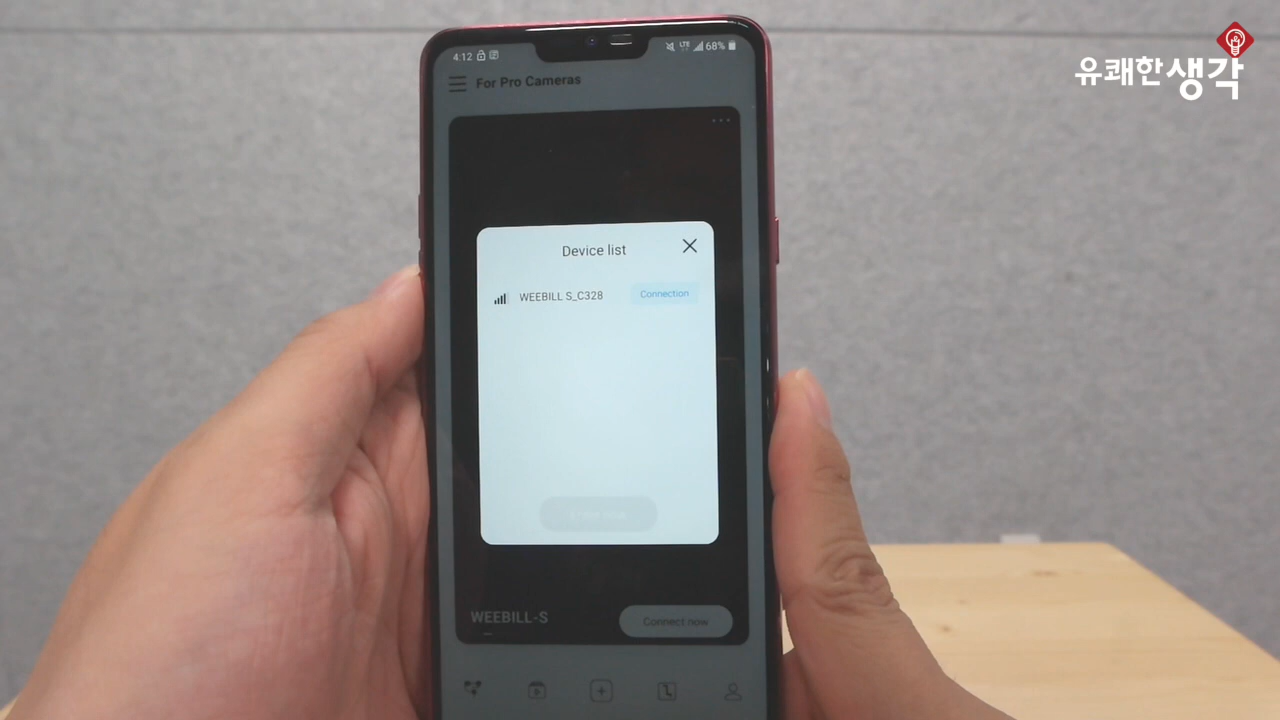 유쾌한생각
4:12
LTE
68%
For Pro Cameras
Device list
WEEBILL S_C328
Connection
WEEBILL-S
Connect now